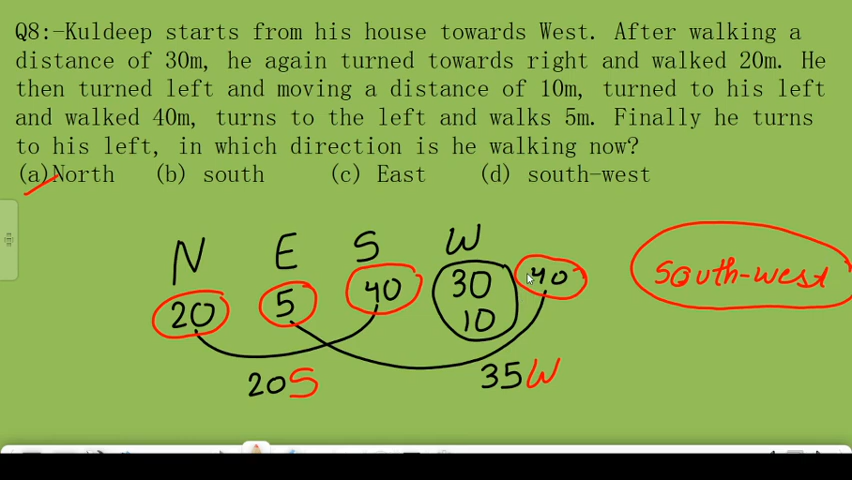 Q8:-Kuldeep starts from his house towards West. After walking a
distance of 30m, he again turned towards right and walked 20m. He
then turned left and moving a distance of 10m, turned to his left
and walked 40m, turns to the left and walks 5m. Finally he turns
to his left, in which direction is he walking now?
(a)North (b) south (c) East (d) south-west
N E S W
20 5 40 30 40
10
south-west
20S 35W